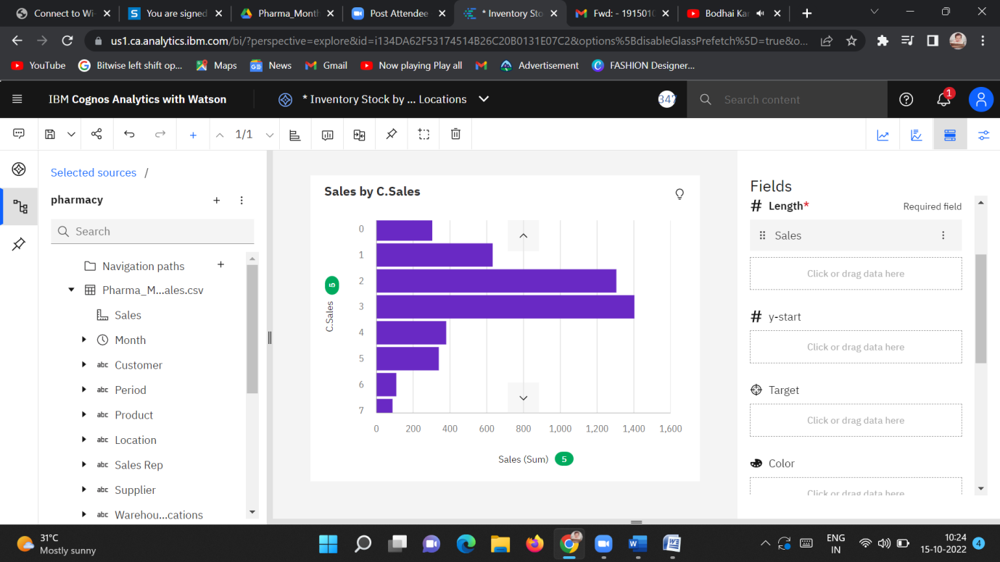 Connect to Wi-
You are signed
Pharma_Month
Post Attendee
* Inventory Sto
Fwd: - 1915010
Bodhai Kan
us1.ca.analytics.ibm.com/bi/?perspective=explore&id=i134DA62F53174514B26C20B0131E07C2&options%5BdisableGlassPrefetch%5D=true&o...
YouTube
Bitwise left shift op...
Maps
News
Gmail
Now playing Play all
Advertisement
FASHION Designer...
IBM Cognos Analytics with Watson
* Inventory Stock by ... Locations
Search content
1
1/1
Selected sources /
pharmacy
Search
Navigation paths
Pharma_M...ales.csv
Sales
Month
abc Customer
abc Period
abc Product
abc Location
abc Sales Rep
abc Supplier
abc Warehou...cations
Sales by C.Sales
C.Sales
5
0
1
2
3
4
5
6
7
0 200 400 600 800 1,000 1,200 1,400 1,600
Sales (Sum) 5
Fields
# Length* Required field
Sales
Click or drag data here
# y-start
Click or drag data here
Target
Click or drag data here
Color
Click or drag data here
31°C
Mostly sunny
ENG
IN
10:24
15-10-2022
4